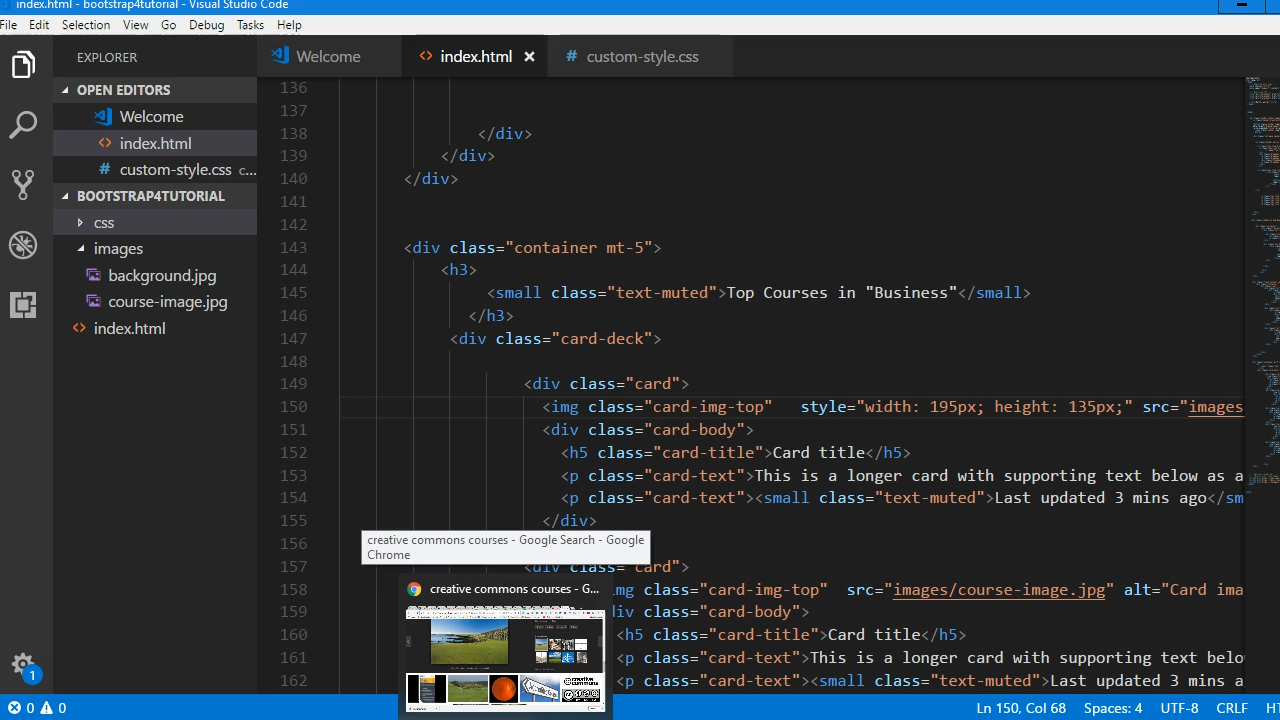 index.html - bootstrap4tutorial - Visual Studio Code
File Edit Selection View Go Debug Tasks Help
EXPLORER
Welcome
index.html
# custom-style.css
OPEN EDITORS
Welcome
index.html
# custom-style.css c...
BOOTSTRAP4TUTORIAL
css
images
background.jpg
course-image.jpg
index.html
136
137
138 </div>
139 </div>
140 </div>
141
142
143 <div class="container mt-5">
144 <h3>
145 <small class="text-muted">Top Courses in "Business"</small>
146 </h3>
147 <div class="card-deck">
148
149 <div class="card">
150 <img class="card-img-top" style="width: 195px; height: 135px;" src="images
151 <div class="card-body">
152 <h5 class="card-title">Card title</h5>
153 <p class="card-text">This is a longer card with supporting text below as a
154 <p class="card-text"><small class="text-muted">Last updated 3 mins ago</sm
155 </div>
156
157 <div class="card">
158 mg class="card-img-top" src="images/course-image.jpg" alt="Card ima
159 div class="card-body">
160 <h5 class="card-title">Card title</h5>
161 <p class="card-text">This is a longer card with supporting text belo
162 <p class="card-text"><small class="text-muted">Last updated 3 mins a
creative commons courses - Google Search - Google
Chrome
creative commons courses - G...
creative
commons
1
0 0
Ln 150, Col 68 Spaces: 4 UTF-8 CRLF HT